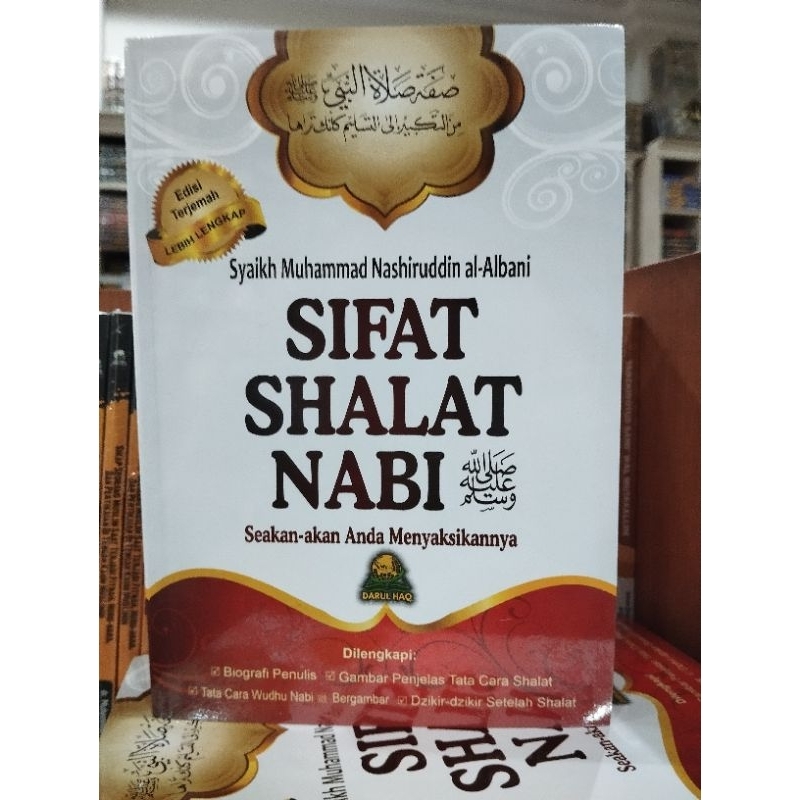 صفة صلاة النبي ﷺ
من التكبير إلى التسليم كأنك تراها
Edisi
Terjemah
LEBIH LENGKAP
Syaikh Muhammad Nashiruddin al-Albani
SIFAT
SHALAT
NABI صلى الله عليه وسلم
Seakan-akan Anda Menyaksikannya
DARUL HAQ
Dilengkapi:
☑ Biografi Penulis ☑ Gambar Penjelas Tata Cara Shalat
☑ Tata Cara Wudhu Nabi ☑ Bergambar ☑ Dzikir-dzikir Setelah Shalat